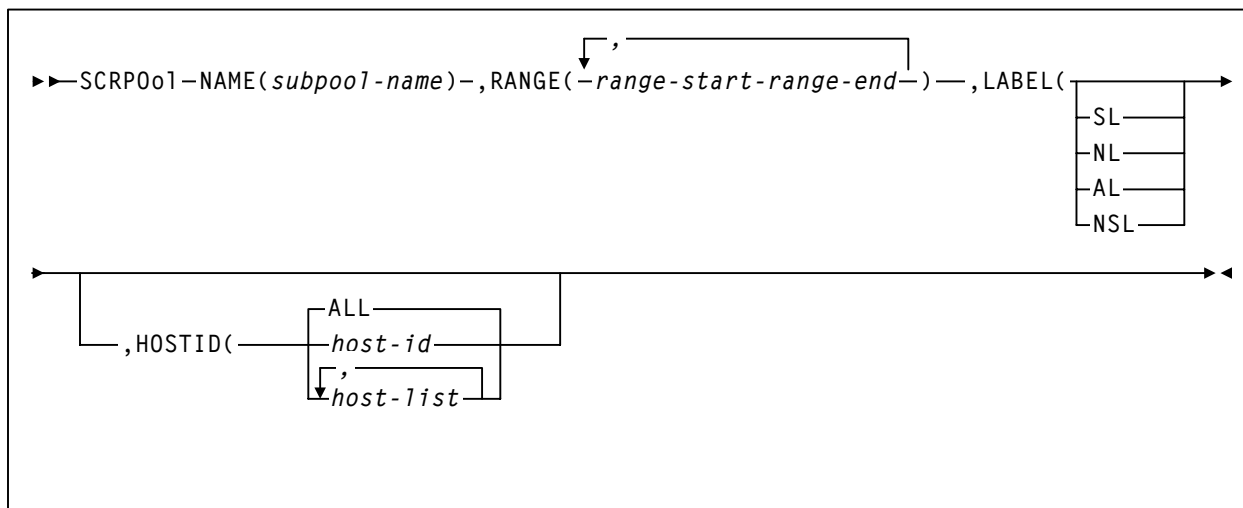 ,
SCRPOol NAME(subpool-name) ,RANGE( range-start-range-end ) ,LABEL(
SL
NL
AL
NSL
ALL
,HOSTID( host-id
,
host-list